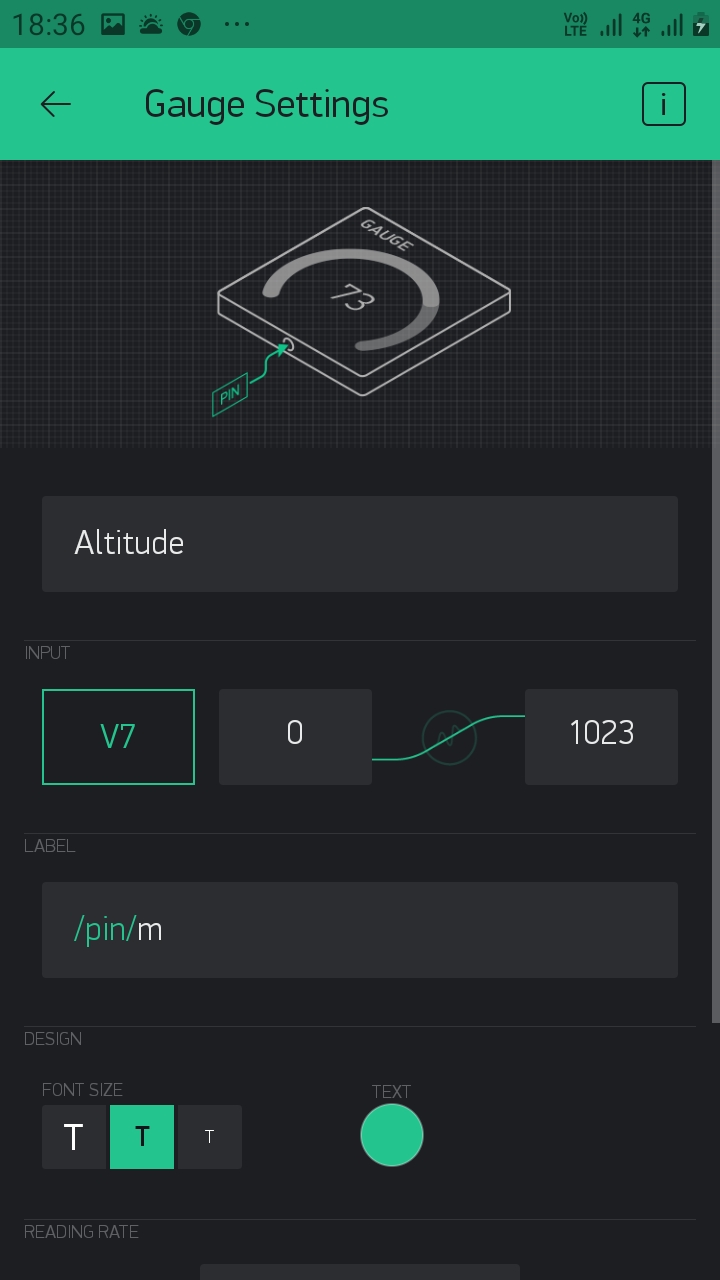 18:36 Vo)) LTE 4G
Gauge Settings i
GAUGE
73
PIN
Altitude
INPUT
V7 0 1023
LABEL
/pin/m
DESIGN
FONT SIZE TEXT
T T T
READING RATE